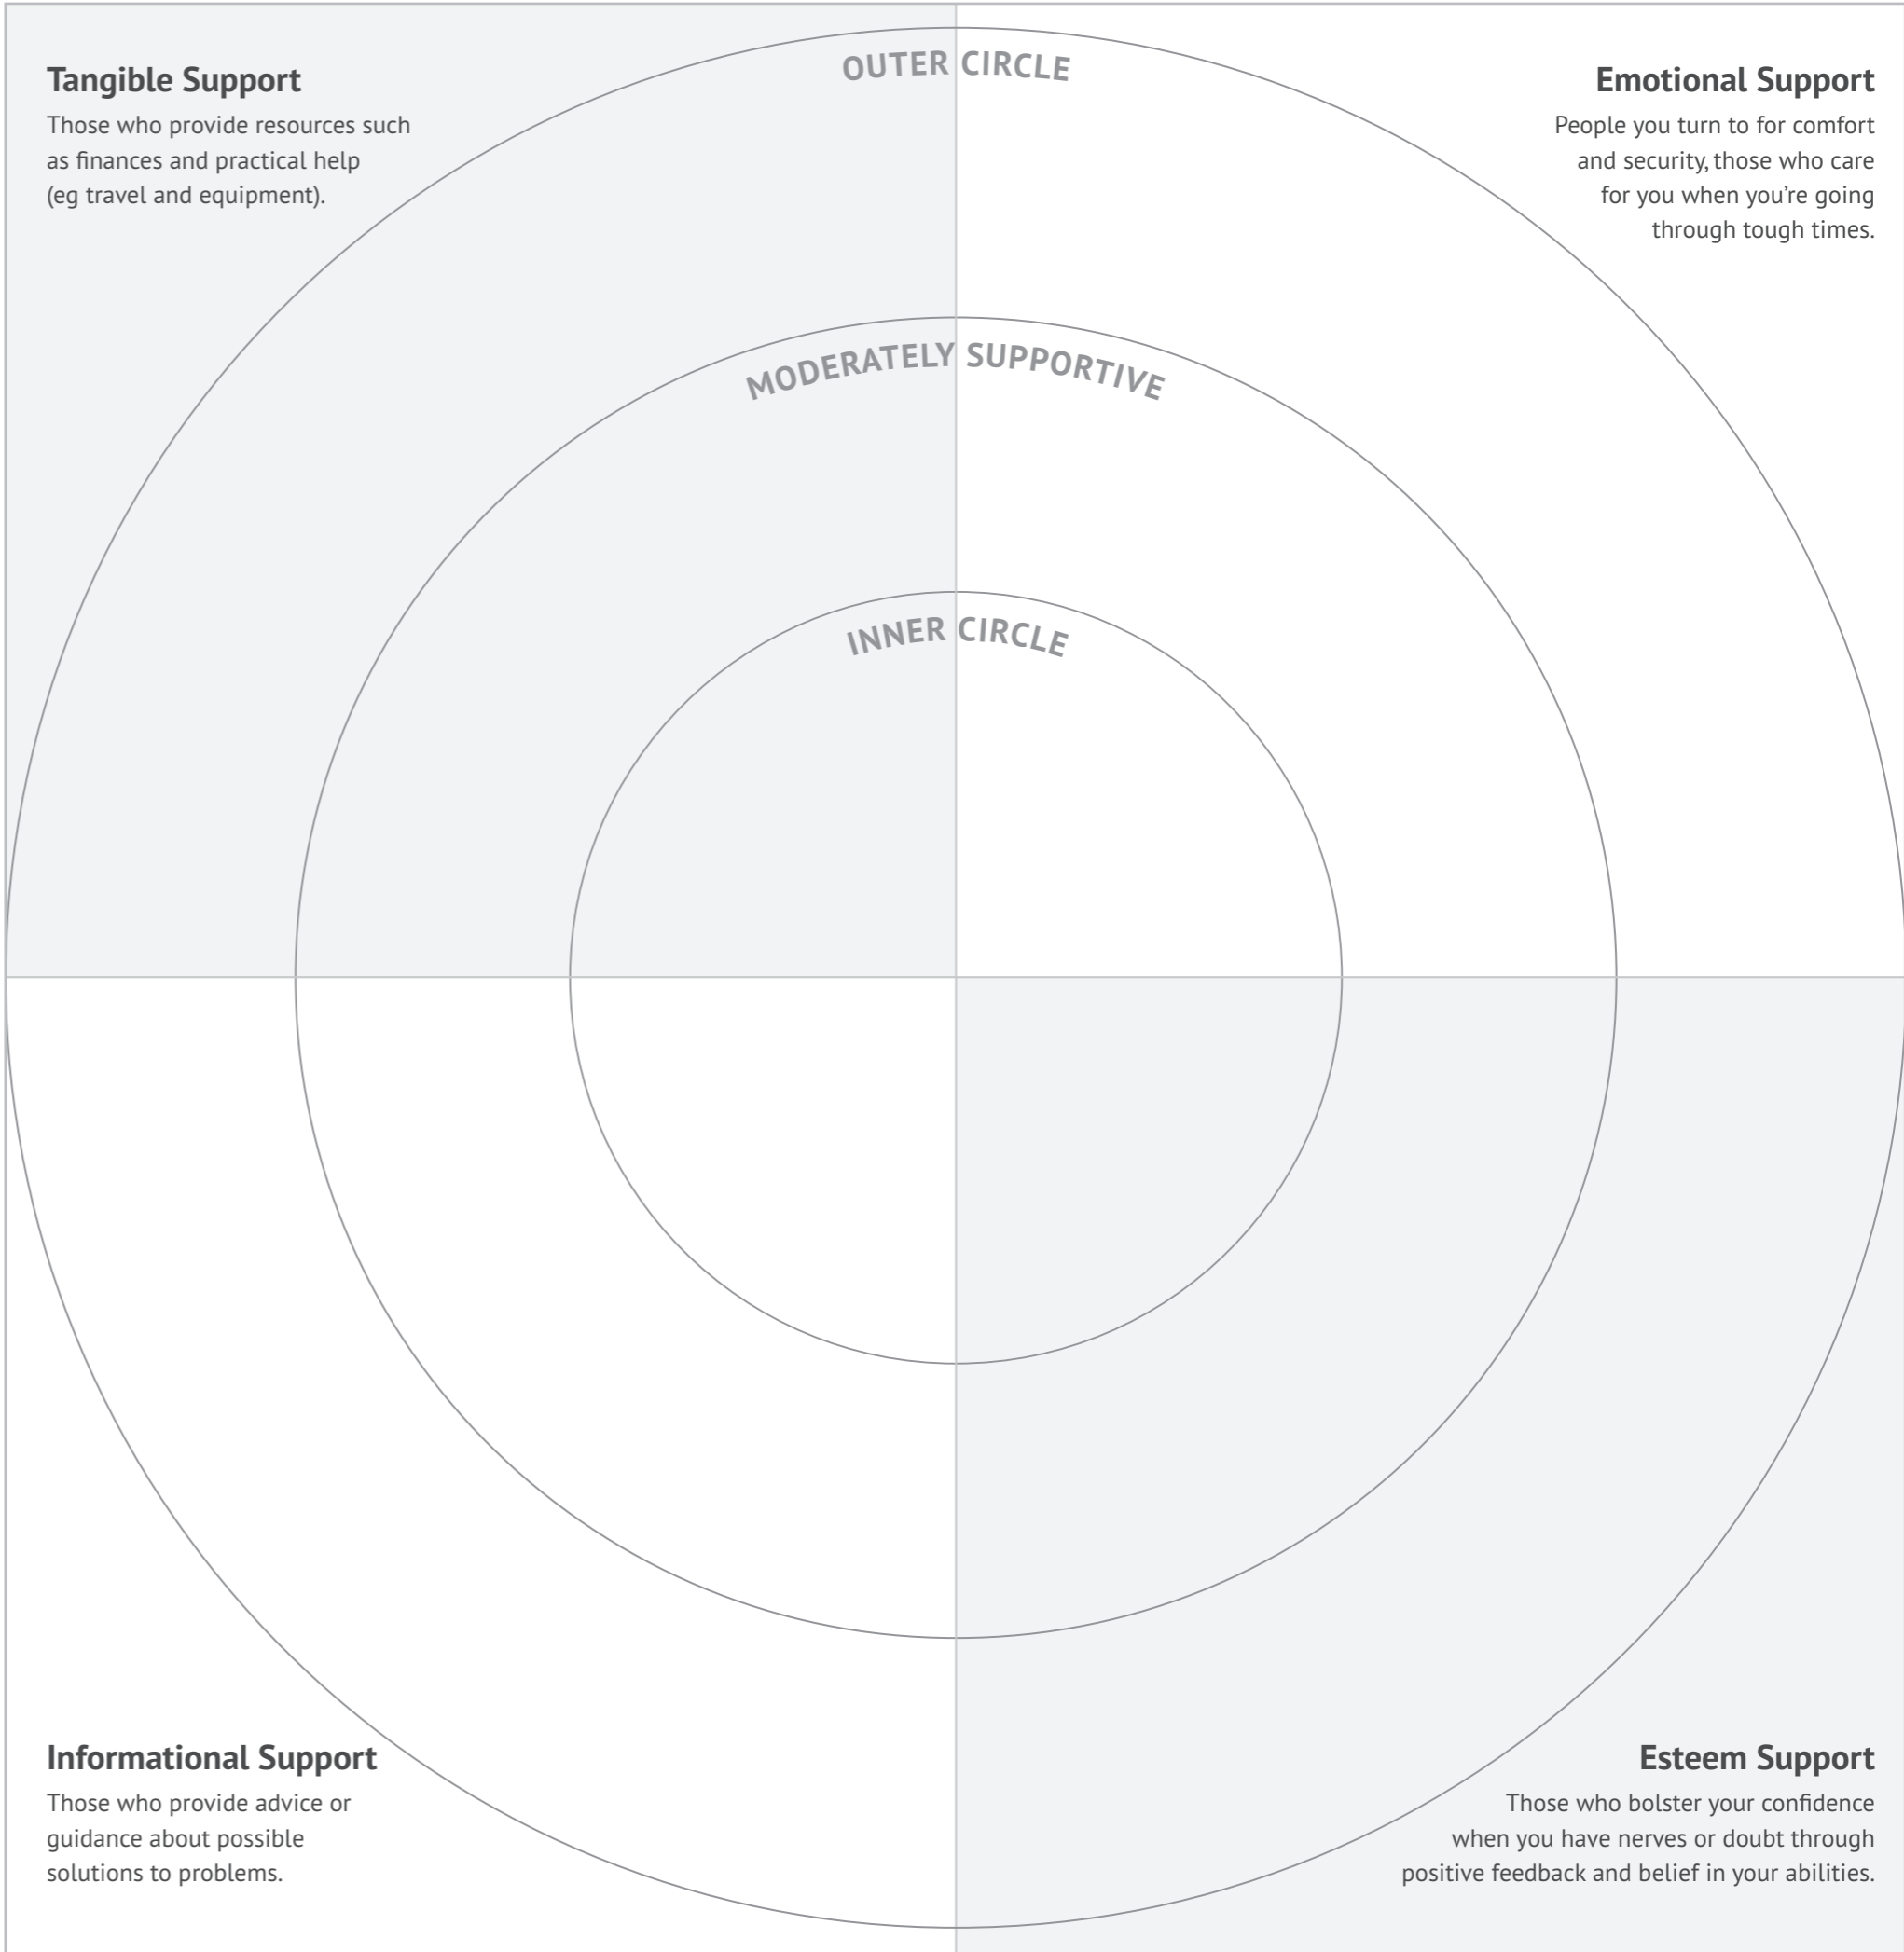 OUTER CIRCLE
Tangible Support
Those who provide resources such
as finances and practical help
(eg travel and equipment).
Emotional Support
People you turn to for comfort
and security, those who care
for you when you’re going
through tough times.
MODERATELY SUPPORTIVE
INNER CIRCLE
Informational Support
Those who provide advice or
guidance about possible
solutions to problems.
Esteem Support
Those who bolster your confidence
when you have nerves or doubt through
positive feedback and belief in your abilities.